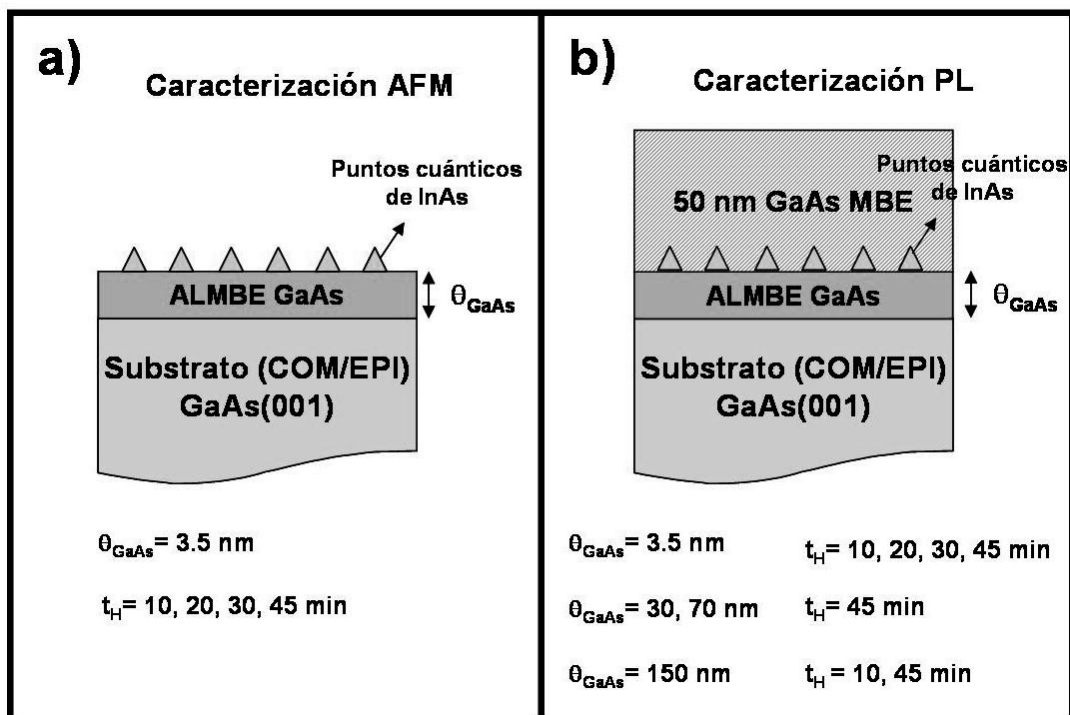 a)
Caracterización AFM
Puntos cuánticos
de InAs
ALMBE GaAs
θGaAs
Substrato (COM/EPI)
GaAs(001)
θGaAs= 3.5 nm
tH= 10, 20, 30, 45 min
b)
Caracterización PL
Puntos cuánticos
de InAs
50 nm GaAs MBE
ALMBE GaAs
θGaAs
Substrato (COM/EPI)
GaAs(001)
θGaAs= 3.5 nm tH= 10, 20, 30, 45 min
θGaAs= 30, 70 nm tH= 45 min
θGaAs= 150 nm tH = 10, 45 min